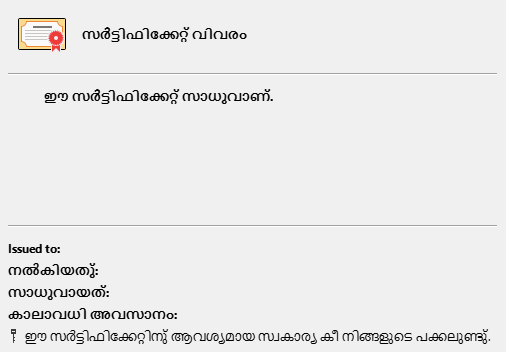 സർട്ടിഫിക്കേറ്റ് വിവരം
ഈ സർട്ടിഫിക്കേറ്റ് സാധുവാണ്.
Issued to:
നൽകിയതു്:
സാധുവായത്:
കാലാവധി അവസാനം:
ഈ സർട്ടിഫിക്കേറ്റിനു് ആവശ്യമായ സ്വകാര്യ കീ നിങ്ങളുടെ പക്കലുണ്ടു്.